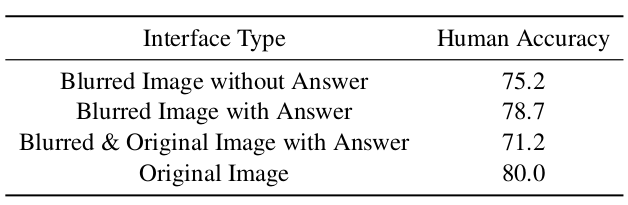 Interface Type Human Accuracy
Blurred Image without Answer 75.2
Blurred Image with Answer 78.7
Blurred & Original Image with Answer 71.2
Original Image 80.0